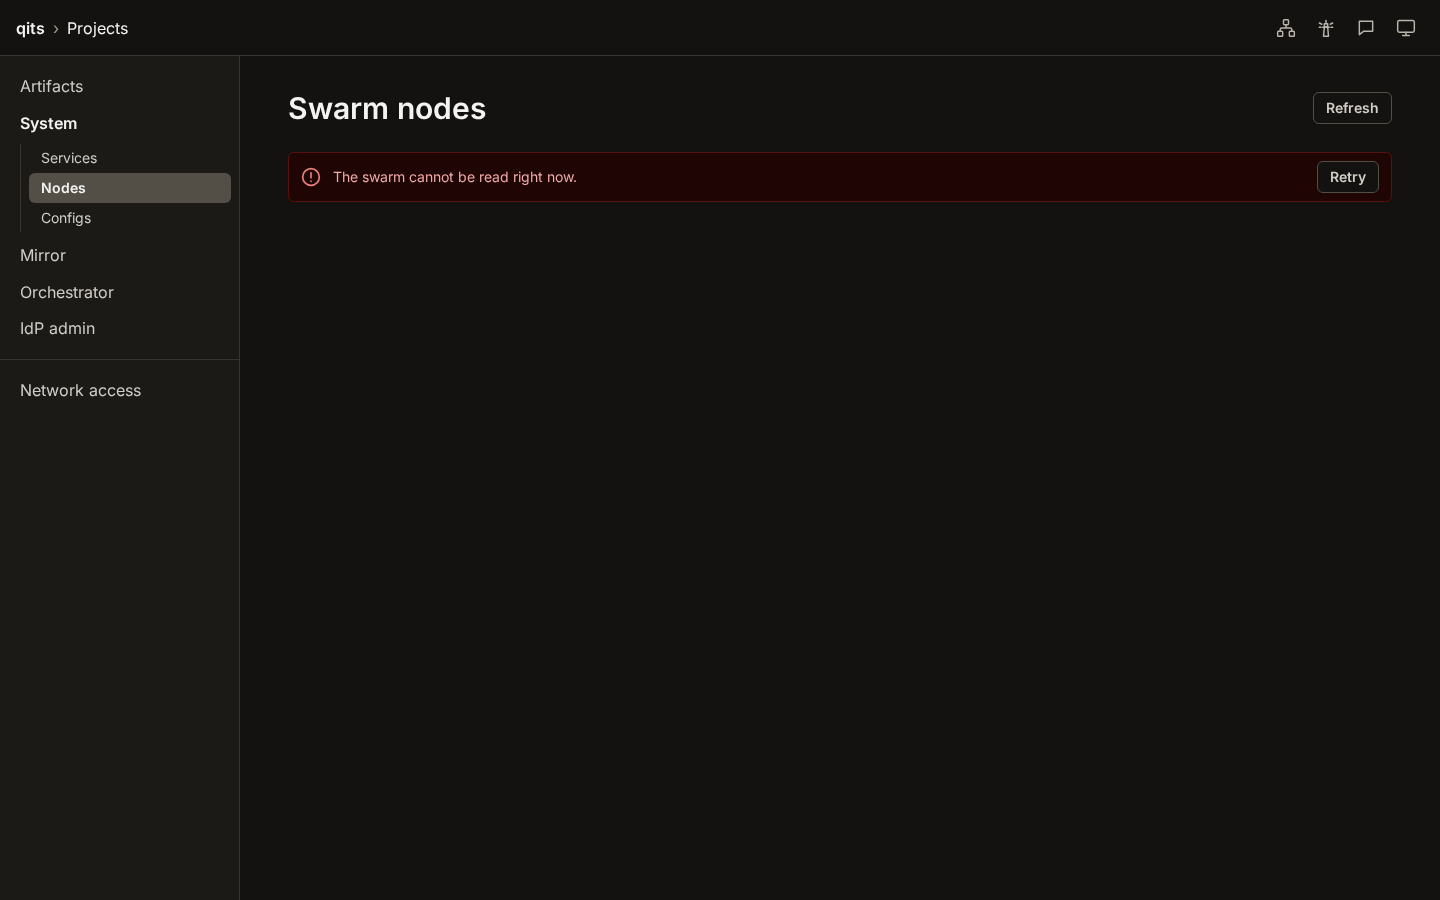 qits › Projects
Artifacts
System
Services
Nodes
Configs
Mirror
Orchestrator
IdP admin
Network access
Swarm nodes
Refresh
The swarm cannot be read right now.
Retry